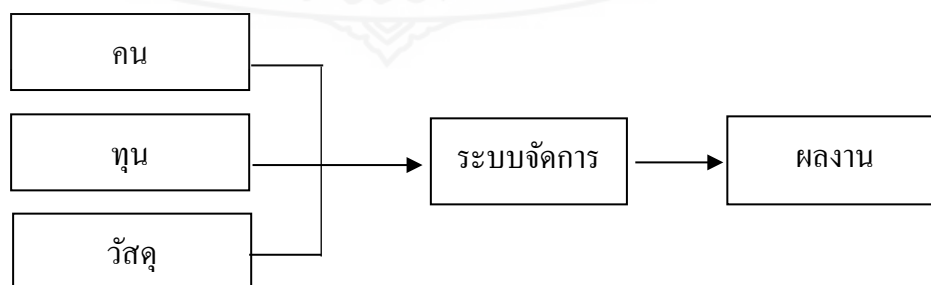 คน
ทุน
วัสดุ
ระบบจัดการ
ผลงาน